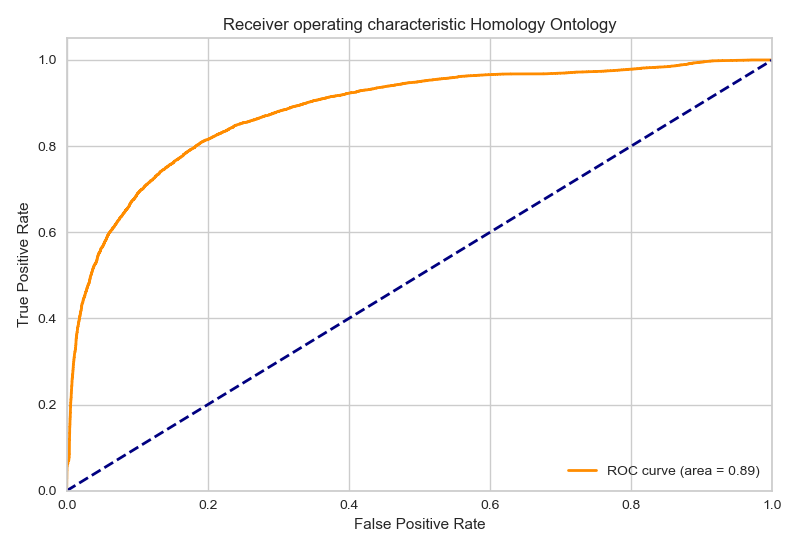 Receiver operating characteristic Homology Ontology
True Positive Rate
1.0
0.8
0.6
0.4
0.2
0.0
ROC curve (area = 0.89)
0.0 0.2 0.4 0.6 0.8 1.0
False Positive Rate